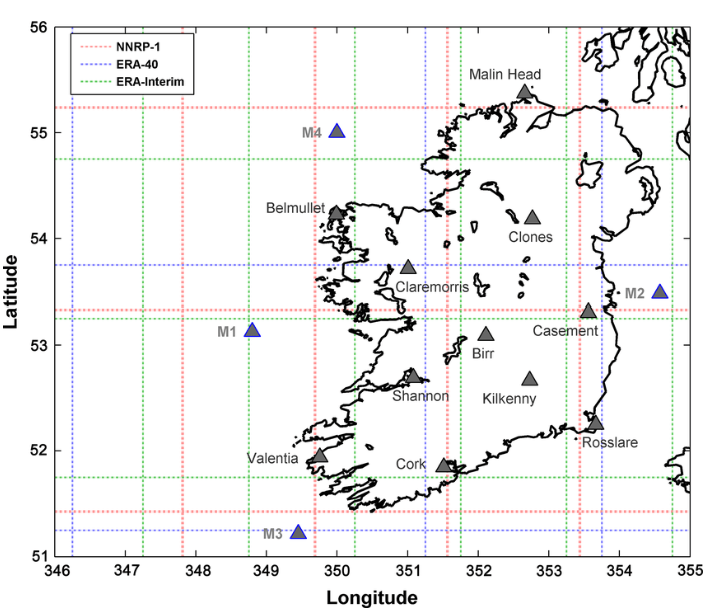 56
NNRP-1
ERA-40
ERA-Interim
Malin Head
55
M4
Belmullet
Clones
54
Claremorris
M2
M1
Casement
53
Birr
Shannon
Kilkenny
Rosslare
52
Valentia
Cork
M3
51
346 347 348 349 350 351 352 353 354 355
Longitude
Latitude